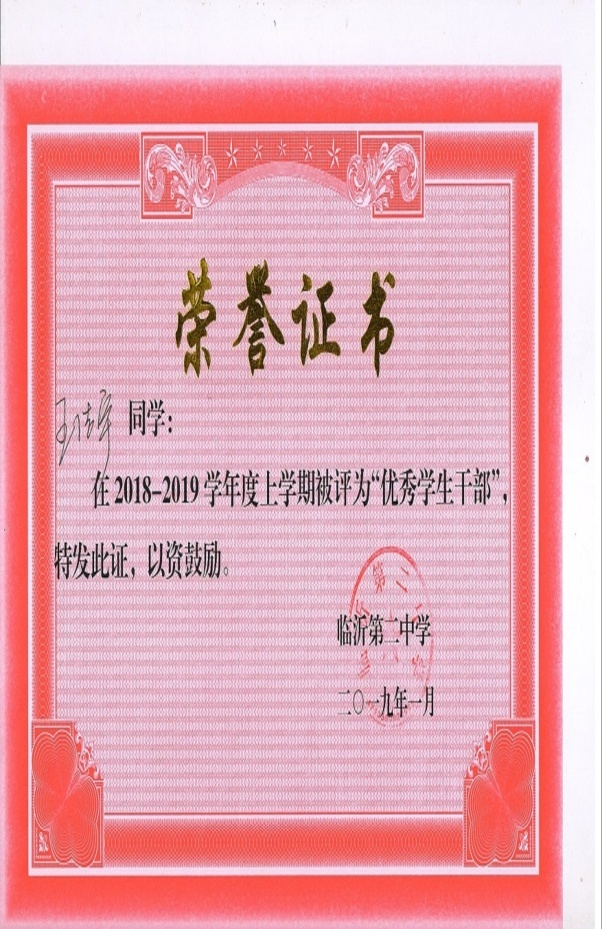 荣誉证书
同学：
在2018-2019学年度上学期被评为“优秀学生干部”，
特发此证，以资鼓励。
临沂第二中学
二〇一九年一月